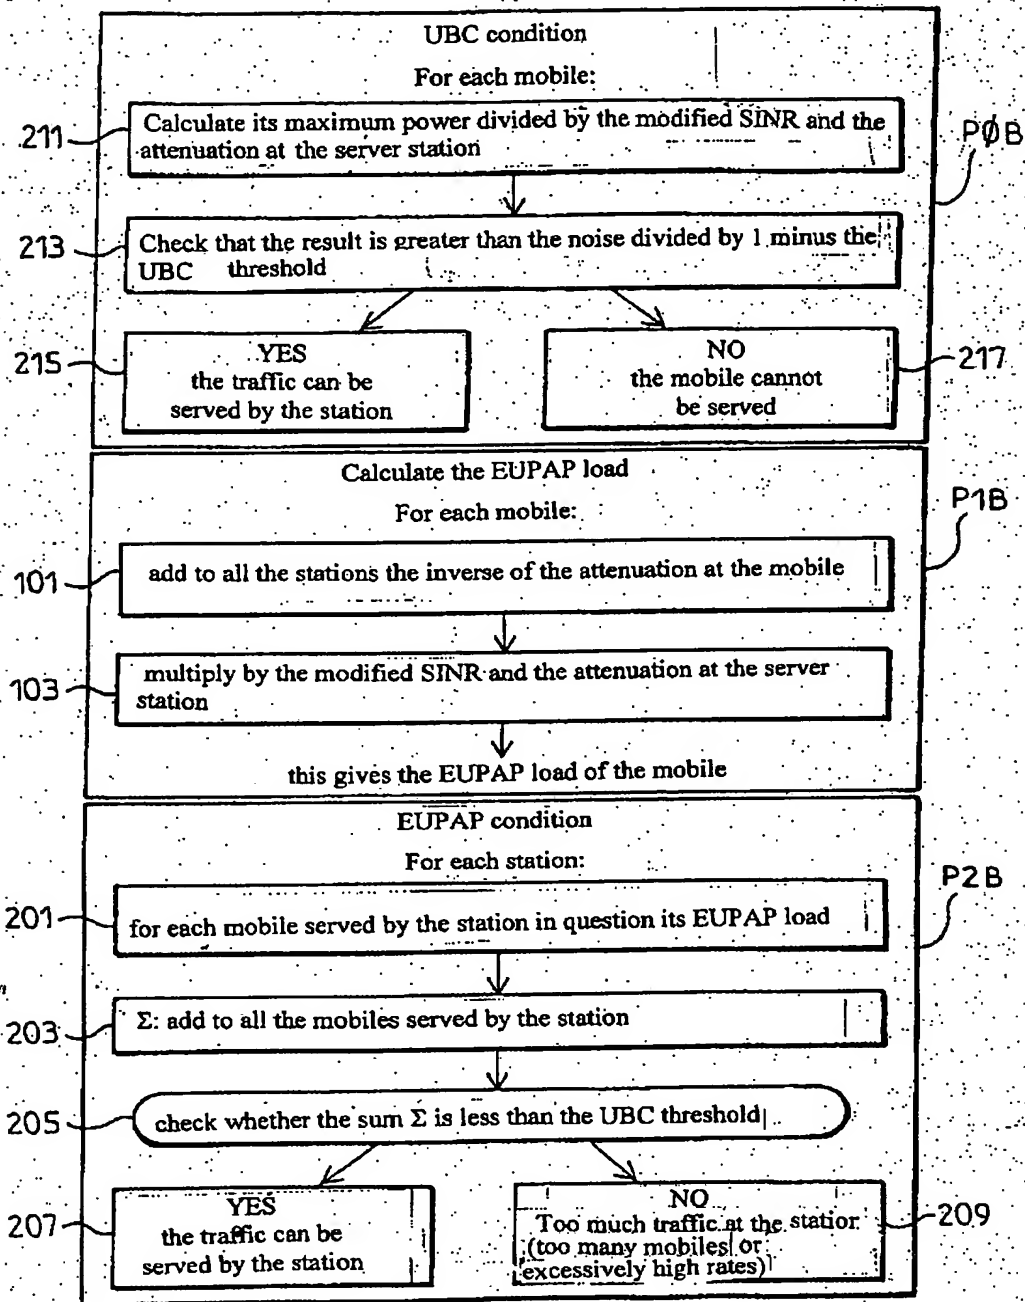 UBC condition
For each mobile:
211
Calculate its maximum power divided by the modified SINR and the
attenuation at the server station
PØB
213
Check that the result is greater than the noise divided by 1 minus the
UBC threshold
215
YES
the traffic can be
served by the station
NO
the mobile cannot
be served
217
Calculate the EUPAP load
For each mobile:
P1B
101
add to all the stations the inverse of the attenuation at the mobile
103
multiply by the modified SINR and the attenuation at the server
station
this gives the EUPAP load of the mobile
EUPAP condition
For each station:
P2B
201
for each mobile served by the station in question its EUPAP load
203
Σ: add to all the mobiles served by the station
205
check whether the sum Σ is less than the UBC threshold
207
YES
the traffic can be
served by the station
NO
Too much traffic at the station
(too many mobiles or
excessively high rates)
209